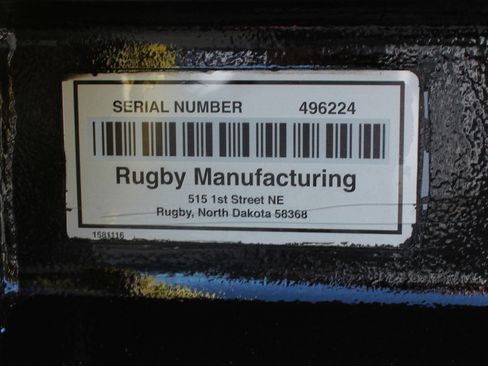 SERIAL NUMBER 496224
Rugby Manufacturing
515 1st Street NE
Rugby, North Dakota 58368
1581116